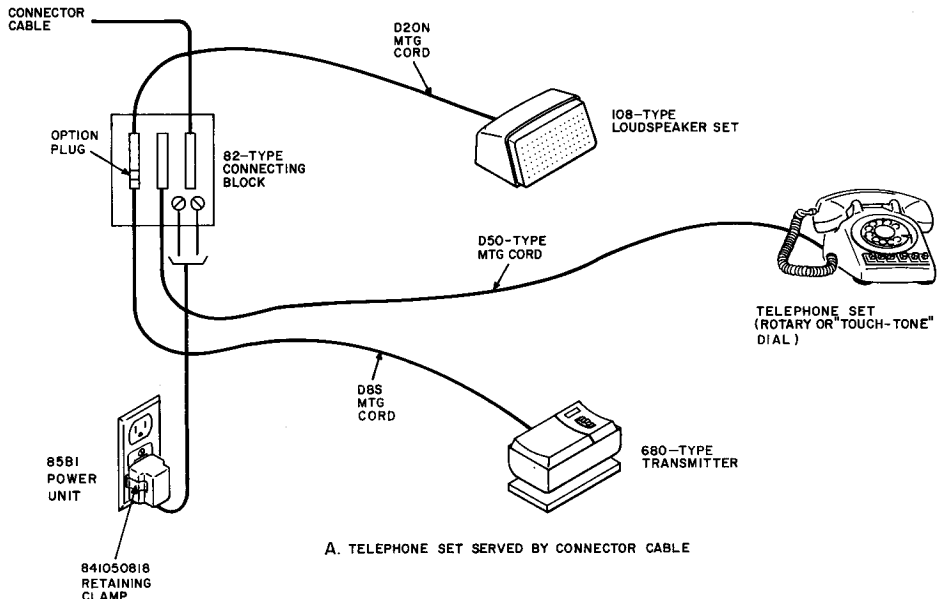 CONNECTOR
CABLE
D20N
MTG
CORD
108-TYPE
LOUDSPEAKER SET
OPTION
PLUG
82-TYPE
CONNECTING
BLOCK
D50-TYPE
MTG CORD
TELEPHONE SET
(ROTARY OR "TOUCH-TONE"
DIAL)
D8S
MTG
CORD
85B1
POWER
UNIT
680-TYPE
TRANSMITTER
A. TELEPHONE SET SERVED BY CONNECTOR CABLE
841050818
RETAINING
CLAMP